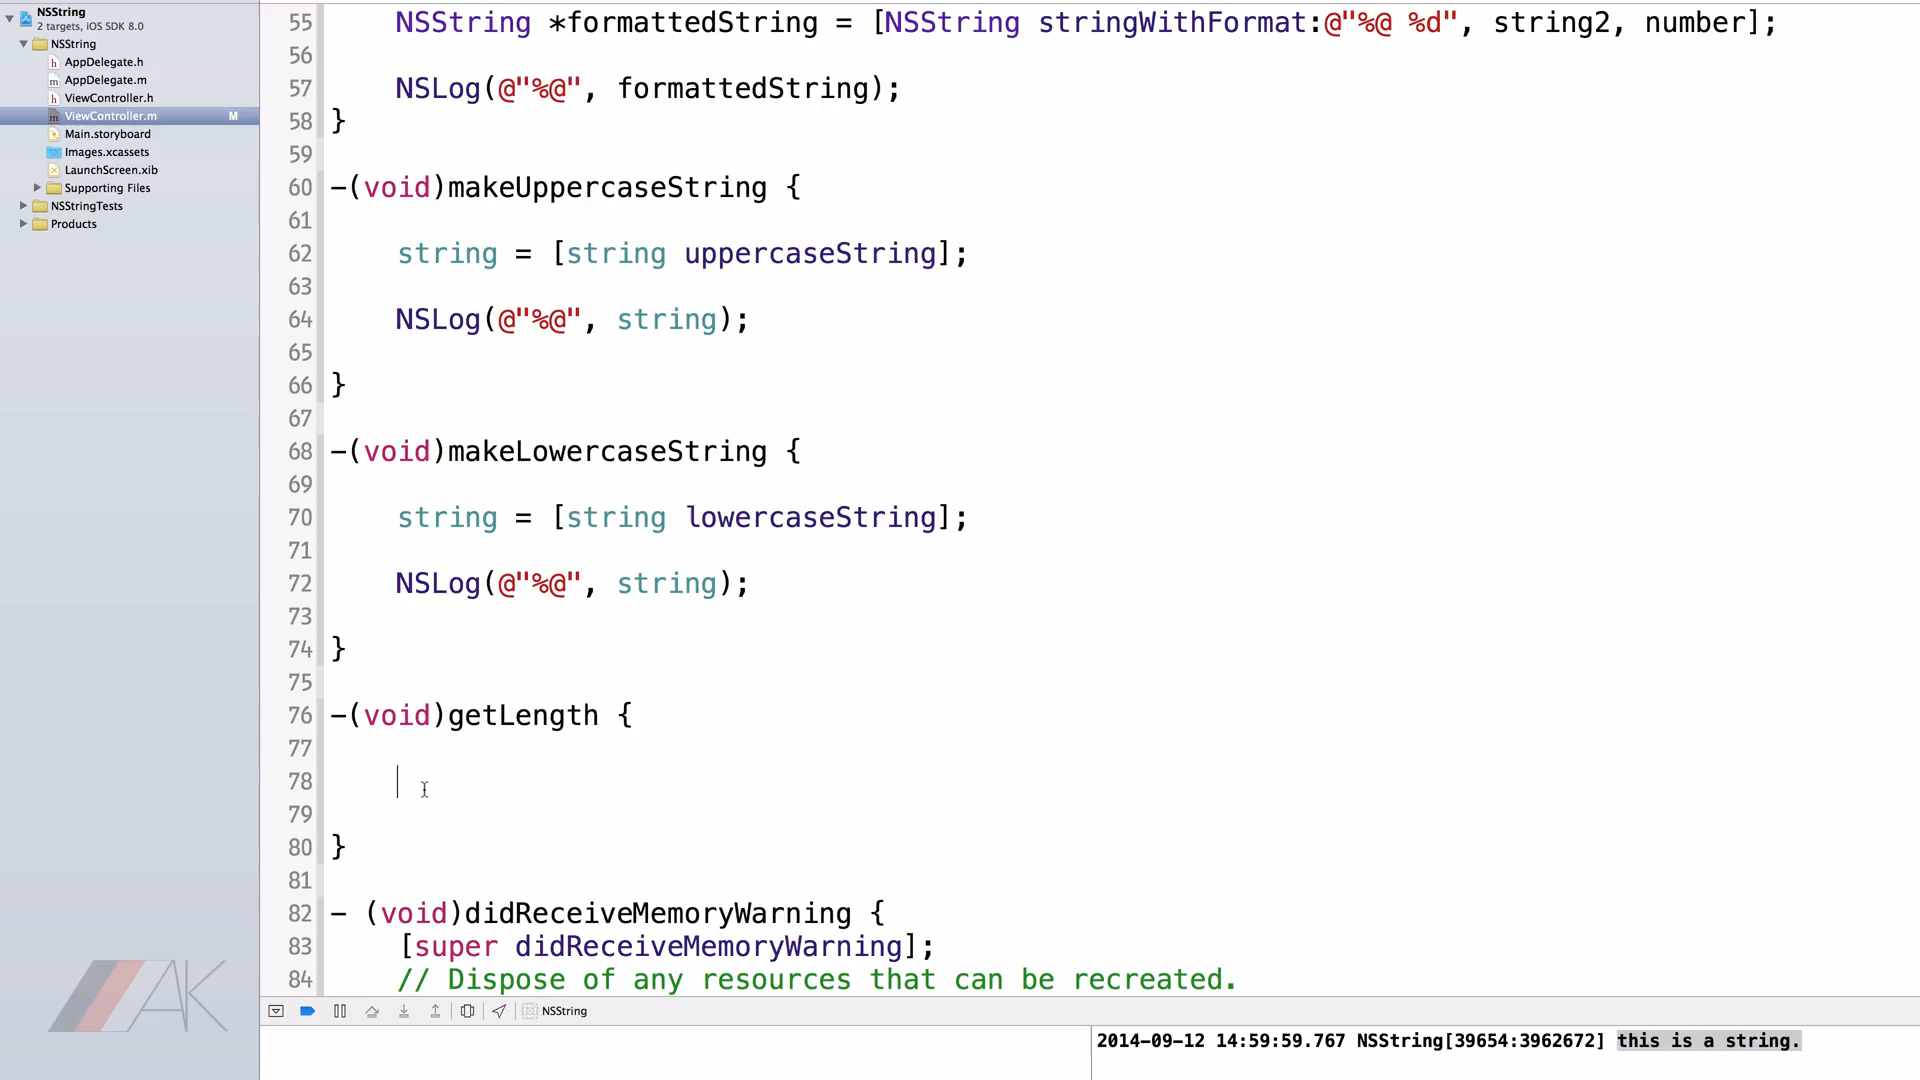 NSString
2 targets, iOS SDK 8.0
NSString
AppDelegate.h
AppDelegate.m
ViewController.h
ViewController.m M
Main.storyboard
Images.xcassets
LaunchScreen.xib
Supporting Files
NSStringTests
Products
55 NSString *formattedString = [NSString stringWithFormat:@"%@ %d", string2, number];
56
57 NSLog(@"%@", formattedString);
58 }
59
60 -(void)makeUppercaseString {
61
62 string = [string uppercaseString];
63
64 NSLog(@"%@", string);
65
66 }
67
68 -(void)makeLowercaseString {
69
70 string = [string lowercaseString];
71
72 NSLog(@"%@", string);
73
74 }
75
76 -(void)getLength {
77
78
79
80 }
81
82 - (void)didReceiveMemoryWarning {
83 [super didReceiveMemoryWarning];
84 // Dispose of any resources that can be recreated.
AK
NSString
2014-09-12 14:59:59.767 NSString[39654:3962672] this is a string.